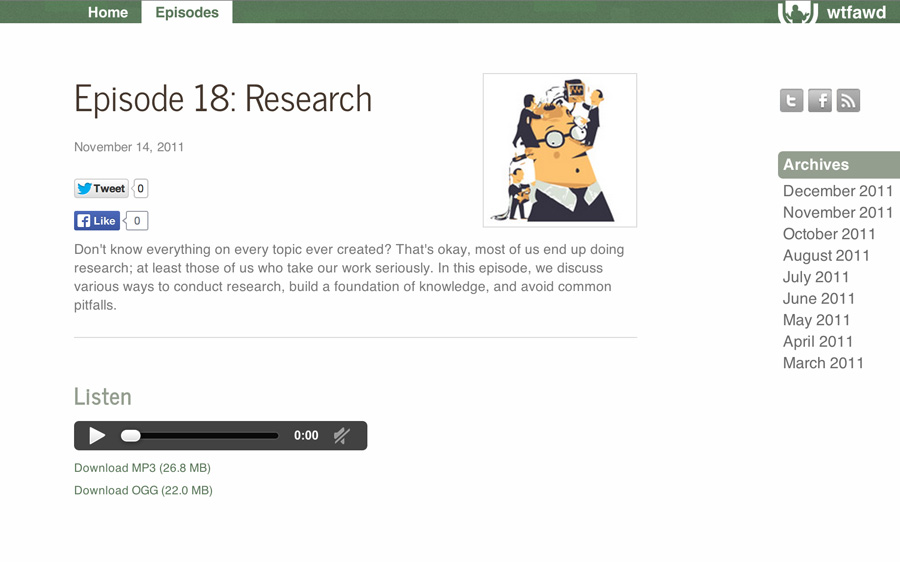 Home
Episodes
wtfawd
Episode 18: Research
November 14, 2011
Tweet 0
Like 0
Don't know everything on every topic ever created? That's okay, most of us end up doing
research; at least those of us who take our work seriously. In this episode, we discuss
various ways to conduct research, build a foundation of knowledge, and avoid common
pitfalls.
Listen
0:00
Download MP3 (26.8 MB)
Download OGG (22.0 MB)
Archives
December 2011
November 2011
October 2011
August 2011
July 2011
June 2011
May 2011
April 2011
March 2011